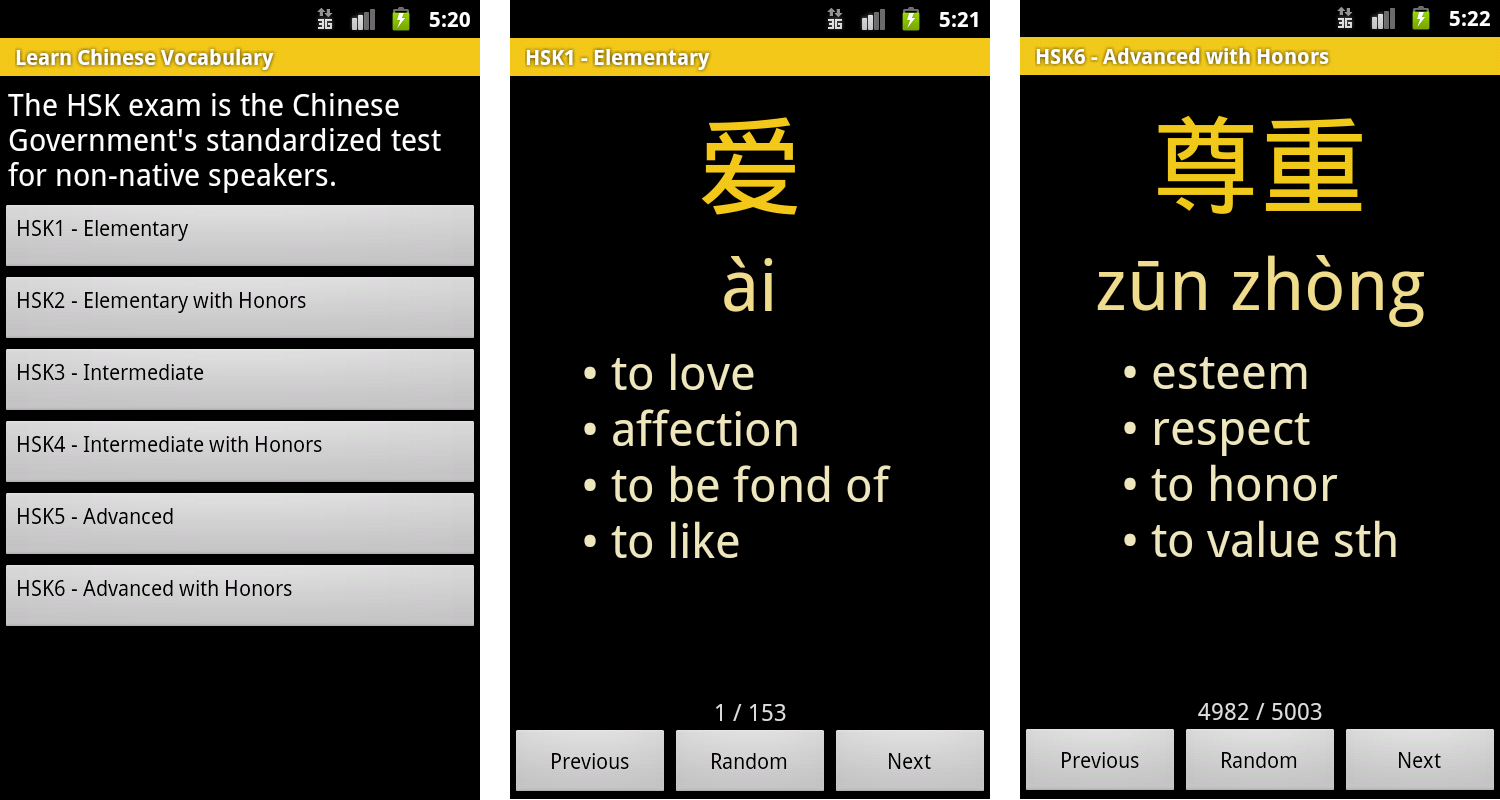 3G 5:20
Learn Chinese Vocabulary
The HSK exam is the Chinese
Government's standardized test
for non-native speakers.
HSK1 - Elementary
HSK2 - Elementary with Honors
HSK3 - Intermediate
HSK4 - Intermediate with Honors
HSK5 - Advanced
HSK6 - Advanced with Honors
3G 5:21
HSK1 - Elementary
爱
ài
• to love
• affection
• to be fond of
• to like
1 / 153
Previous Random Next
3G 5:22
HSK6 - Advanced with Honors
尊重
zūn zhòng
• esteem
• respect
• to honor
• to value sth
4982 / 5003
Previous Random Next